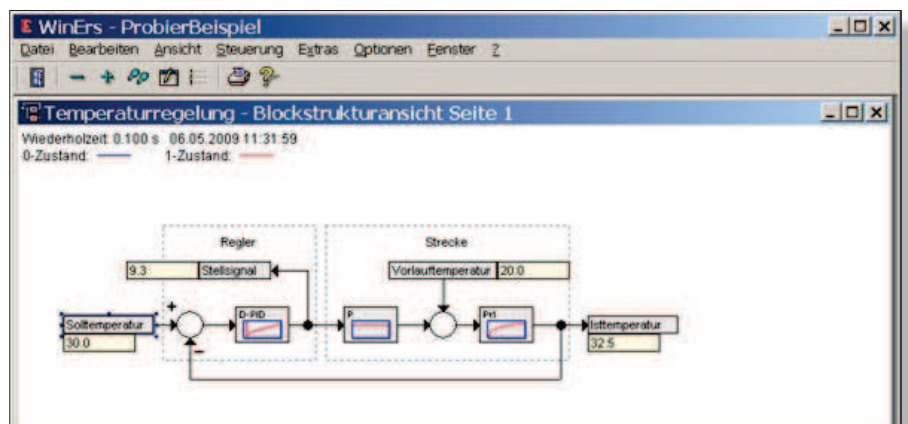 WinErs - ProbierBeispiel
Datei Bearbeiten Ansicht Steuerung Extras Optionen Fenster ?
Temperaturregelung - Blockstrukturansicht Seite 1
Wiederholzeit: 0.100 s 06.05.2009 11:31:59
0-Zustand: 1-Zustand:
Regler Strecke
9.3 Stellsignal Vorlauftemperatur 20.0
+ D-PID P Pt1
Solltemperatur Isttemperatur
30.0 − 32.5